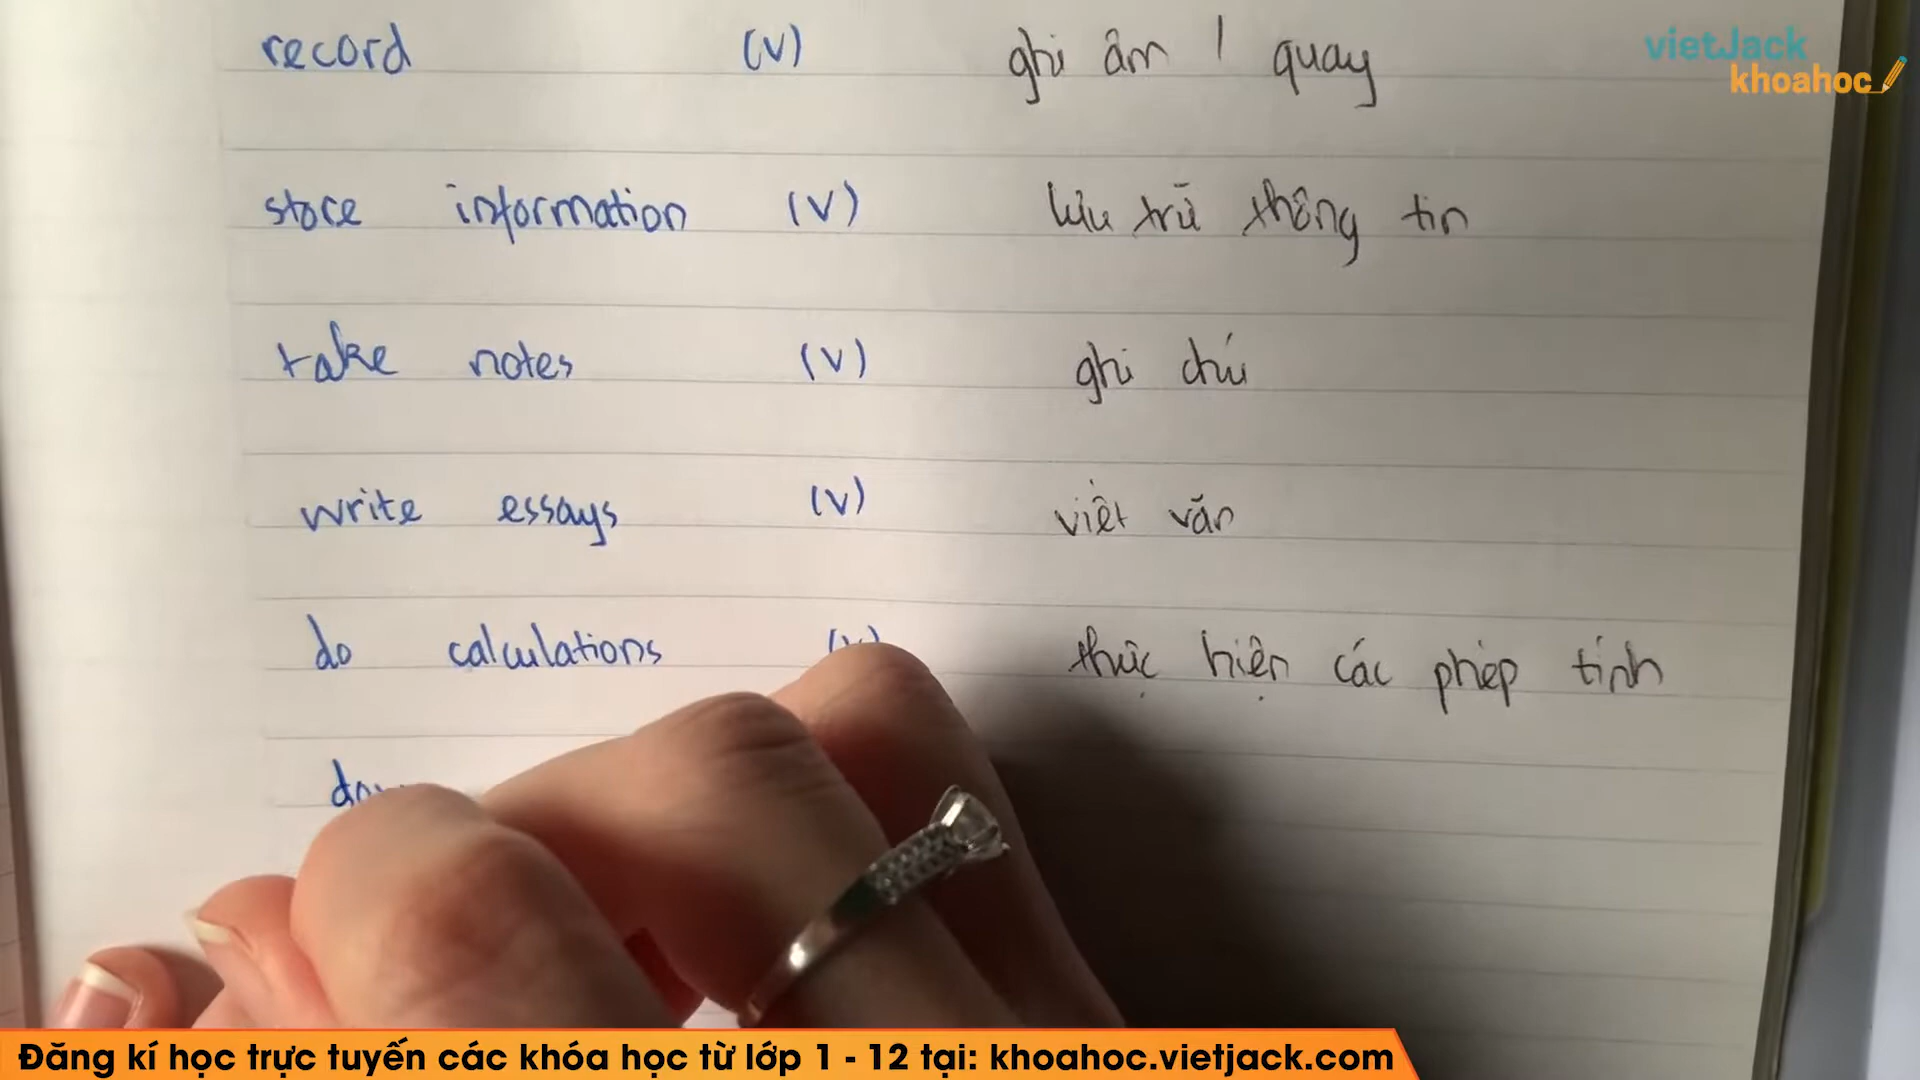 record (v) ghi âm / quay
vietJack
khoahoc
store information (v) lưu trữ thông tin
take notes (v) ghi chú
write essays (v) viết văn
do calculations (v) thực hiện các phép tính
Đăng kí học trực tuyến các khóa học từ lớp 1 - 12 tại: khoahoc.vietjack.com